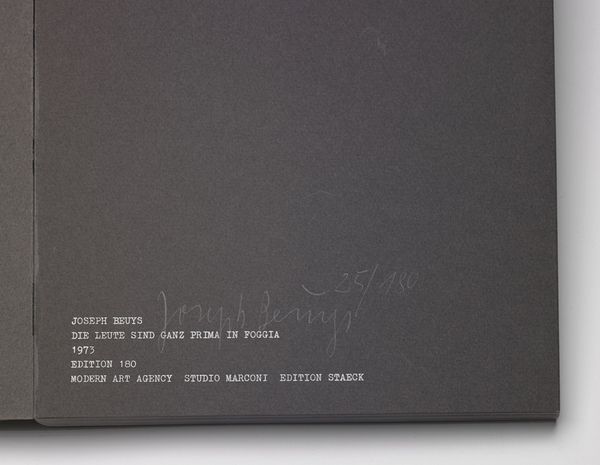 25/180
Joseph Beuys
JOSEPH BEUYS
DIE LEUTE SIND GANZ PRIMA IN FOGGIA
1973
EDITION 180
MODERN ART AGENCY STUDIO MARCONI EDITION STAECK